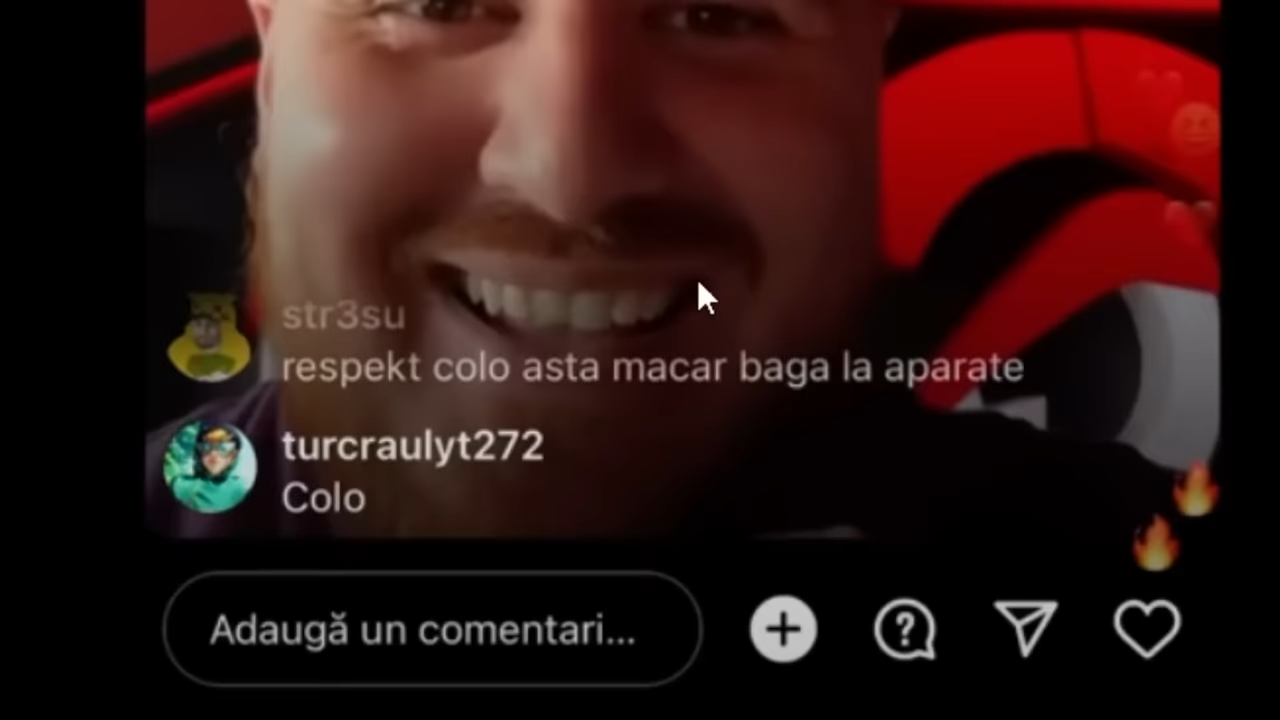 str3su
respekt colo asta macar baga la aparate
turcraulyt272
Colo
Adaugă un comentari...